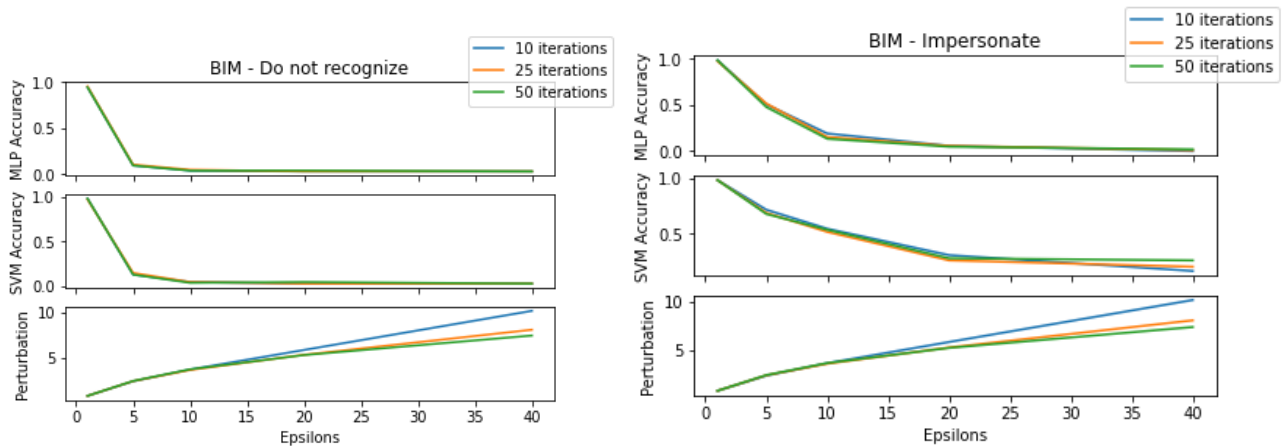 BIM - Do not recognize
10 iterations
25 iterations
50 iterations
MLP Accuracy
1.0
0.5
0.0
SVM Accuracy
1.0
0.5
0.0
Perturbation
10
5
0 5 10 15 20 25 30 35 40
Epsilons
BIM - Impersonate
10 iterations
25 iterations
50 iterations
MLP Accuracy
1.0
0.5
0.0
SVM Accuracy
1.0
0.5
Perturbation
10
5
0 5 10 15 20 25 30 35 40
Epsilons